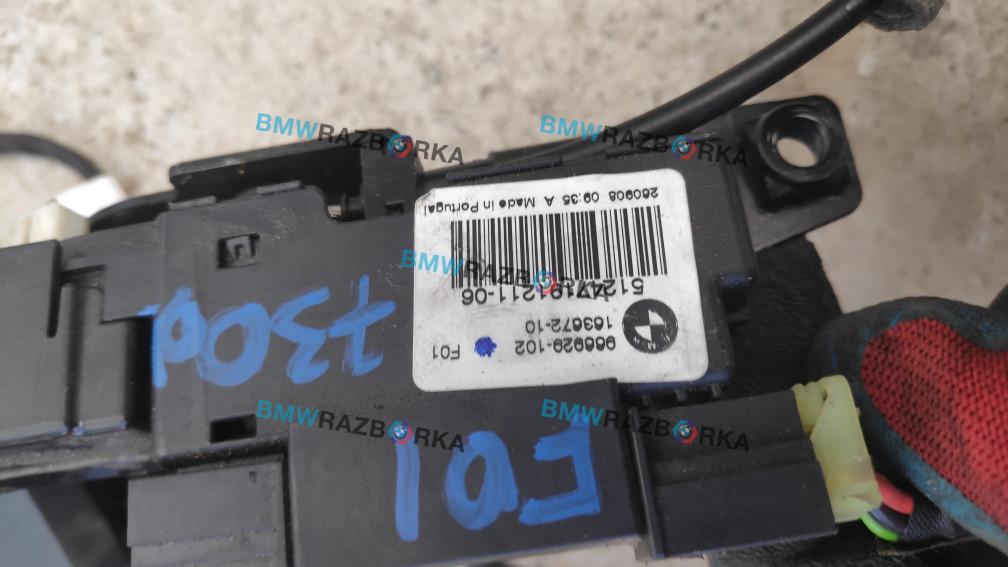 BMWRAZBORKA
BMWRAZBORKA
260908 09:35 A Made in Portugal
BMWRAZBORKA
51247191211-06
163672-10
966929-102
F01
730d
BMWRAZBORKA
BMWRAZBORKA
F01